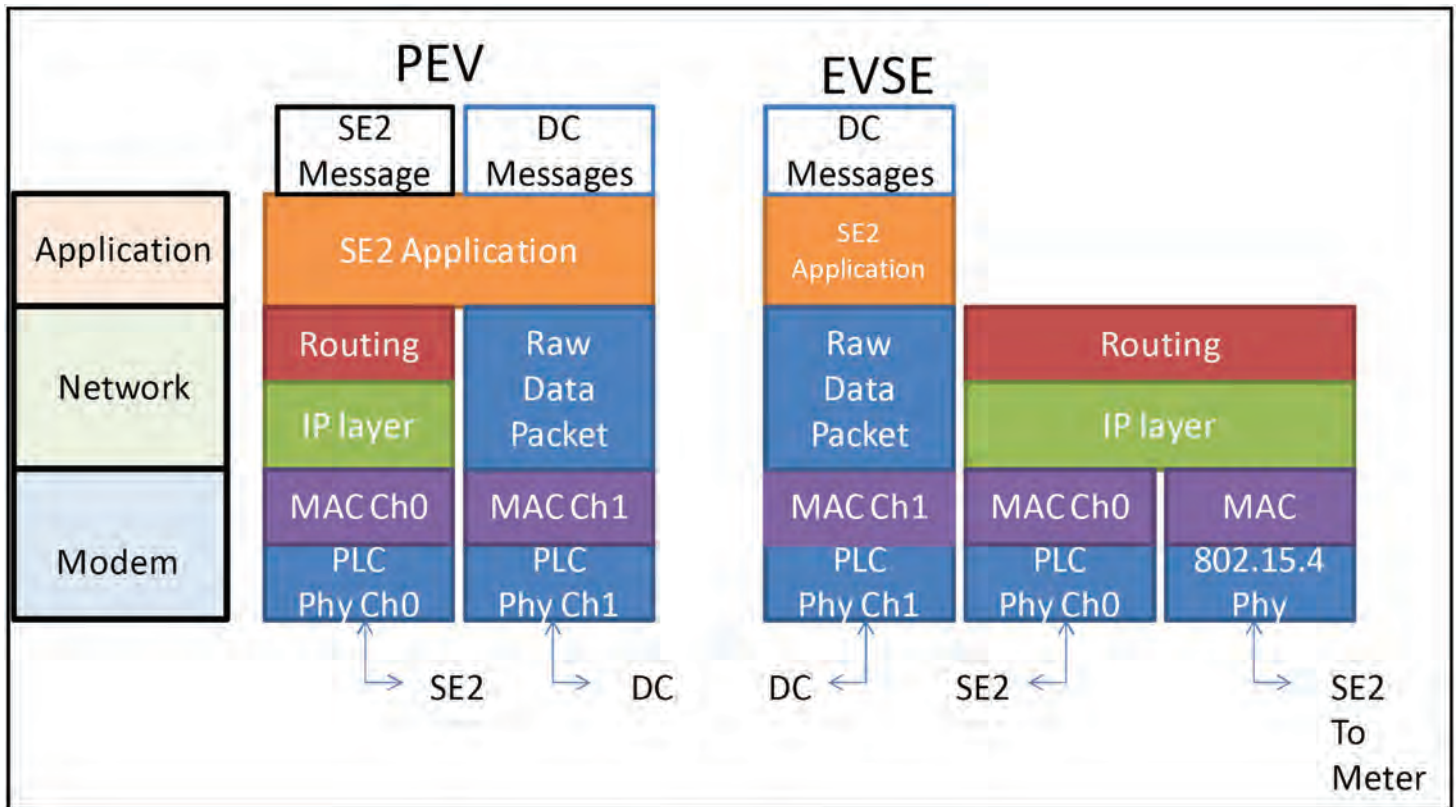 PEV
EVSE
SE2
Message
DC
Messages
DC
Messages
Application
SE2 Application
SE2
Application
Network
Routing
IP layer
Raw
Data
Packet
Raw
Data
Packet
Routing
IP layer
Modem
MAC Ch0
PLC
Phy Ch0
MAC Ch1
PLC
Phy Ch1
MAC Ch1
PLC
Phy Ch1
MAC Ch0
PLC
Phy Ch0
MAC
802.15.4
Phy
SE2
DC
DC
SE2
SE2
To
Meter